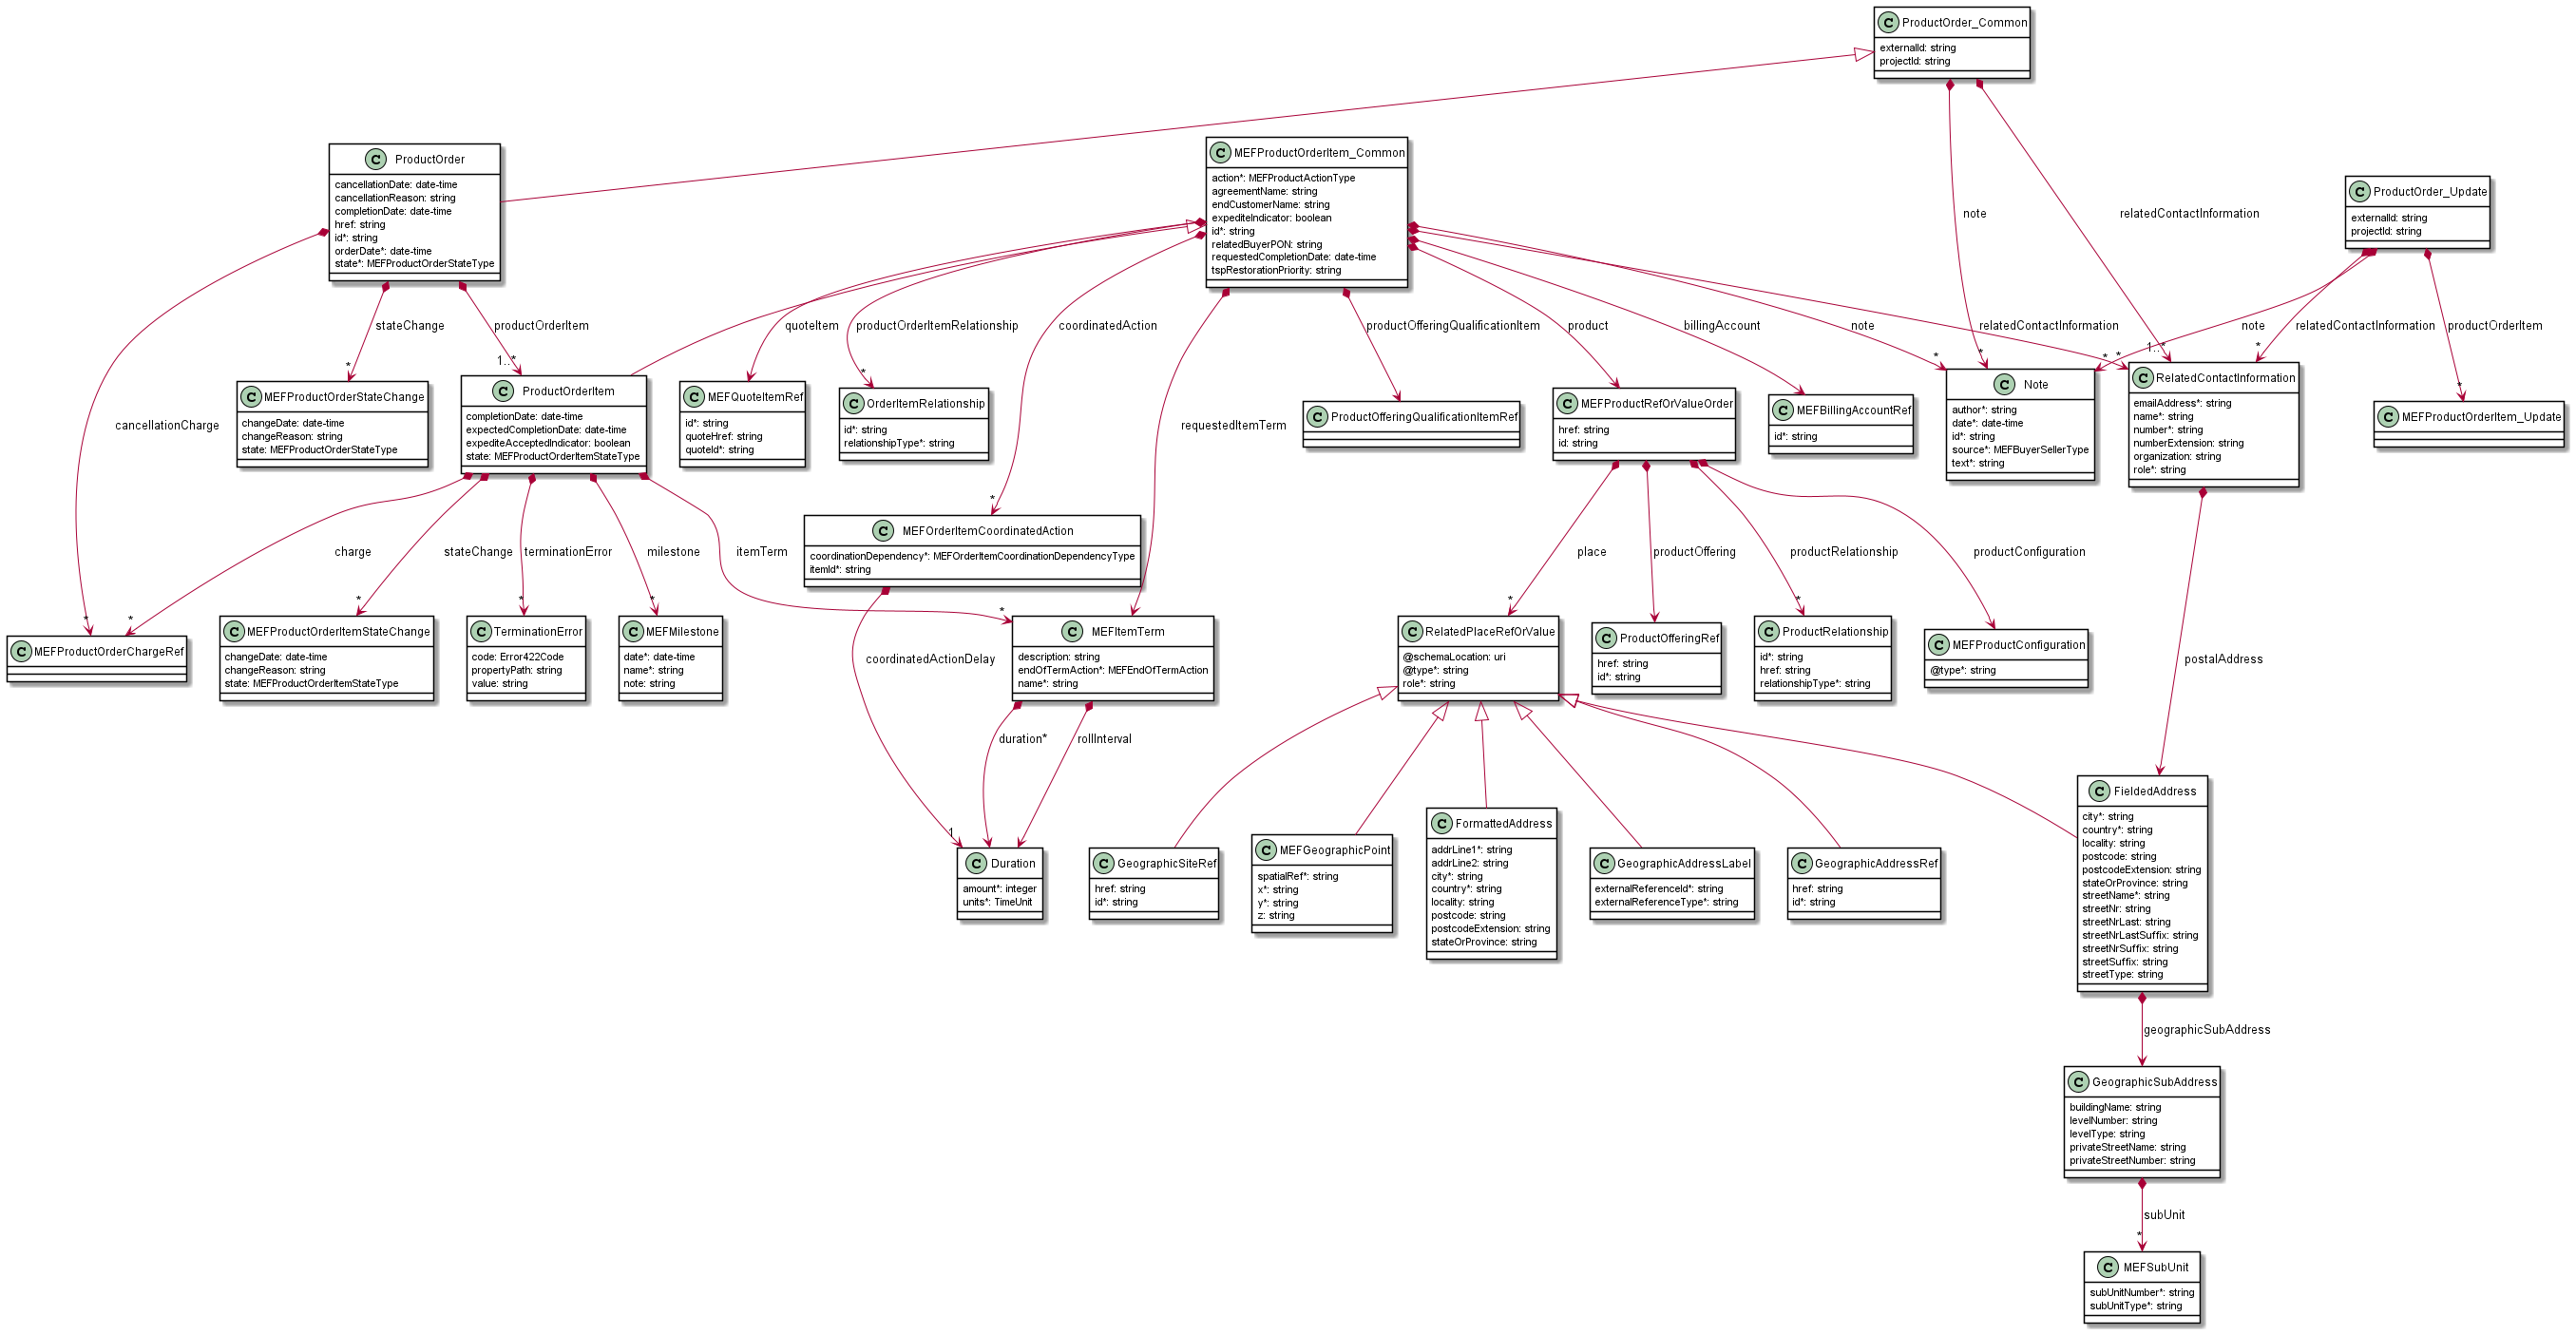 C ProductOrder_Common
externalId: string
projectId: string
C ProductOrder
cancellationDate: date-time
cancellationReason: string
completionDate: date-time
href: string
id*: string
orderDate*: date-time
state*: MEFProductOrderStateType
C MEFProductOrderItem_Common
action*: MEFProductActionType
agreementName: string
endCustomerName: string
expediteIndicator: boolean
id*: string
relatedBuyerPON: string
requestedCompletionDate: date-time
tspRestorationPriority: string
C ProductOrder_Update
externalId: string
projectId: string
note
relatedContactInformation
stateChange
productOrderItem
quoteItem
productOrderItemRelationship
coordinatedAction
productOfferingQualificationItem
product
billingAccount
note
relatedContactInformation
note
relatedContactInformation
productOrderItem
*
1..*
*
*
*
*
*
1..*
*
*
cancellationCharge
requestedItemTerm
C MEFProductOrderStateChange
changeDate: date-time
changeReason: string
state: MEFProductOrderStateType
C ProductOrderItem
completionDate: date-time
expectedCompletionDate: date-time
expediteAcceptedIndicator: boolean
state: MEFProductOrderItemStateType
C MEFQuoteItemRef
id*: string
quoteHref: string
quoteId*: string
C OrderItemRelationship
id*: string
relationshipType*: string
C ProductOfferingQualificationItemRef
C MEFProductRefOrValueOrder
href: string
id: string
C MEFBillingAccountRef
id*: string
C Note
author*: string
date*: date-time
id*: string
source*: MEFBuyerSellerType
text*: string
C RelatedContactInformation
emailAddress*: string
name*: string
number*: string
numberExtension: string
organization: string
role*: string
C MEFProductOrderItem_Update
*
C MEFOrderItemCoordinatedAction
coordinationDependency*: MEFOrderItemCoordinationDependencyType
itemId*: string
charge
stateChange
terminationError
milestone
itemTerm
place
productOffering
productRelationship
productConfiguration
*
*
*
*
*
*
*
*
C MEFProductOrderChargeRef
C MEFProductOrderItemStateChange
changeDate: date-time
changeReason: string
state: MEFProductOrderItemStateType
C TerminationError
code: Error422Code
propertyPath: string
value: string
C MEFMilestone
date*: date-time
name*: string
note: string
coordinatedActionDelay
C MEFItemTerm
description: string
endOfTermAction*: MEFEndOfTermAction
name*: string
C RelatedPlaceRefOrValue
@schemaLocation: uri
@type*: string
role*: string
C ProductOfferingRef
href: string
id*: string
C ProductRelationship
id*: string
href: string
relationshipType*: string
C MEFProductConfiguration
@type*: string
postalAddress
duration*
rollInterval
1
C Duration
amount*: integer
units*: TimeUnit
C GeographicSiteRef
href: string
id*: string
C MEFGeographicPoint
spatialRef*: string
x*: string
y*: string
z: string
C FormattedAddress
addrLine1*: string
addrLine2: string
city*: string
country*: string
locality: string
postcode: string
postcodeExtension: string
stateOrProvince: string
C GeographicAddressLabel
externalReferenceId*: string
externalReferenceType*: string
C GeographicAddressRef
href: string
id*: string
C FieldedAddress
city*: string
country*: string
locality: string
postcode: string
postcodeExtension: string
stateOrProvince: string
streetName*: string
streetNr: string
streetNrLast: string
streetNrLastSuffix: string
streetNrSuffix: string
streetSuffix: string
streetType: string
geographicSubAddress
C GeographicSubAddress
buildingName: string
levelNumber: string
levelType: string
privateStreetName: string
privateStreetNumber: string
subUnit
*
C MEFSubUnit
subUnitNumber*: string
subUnitType*: string